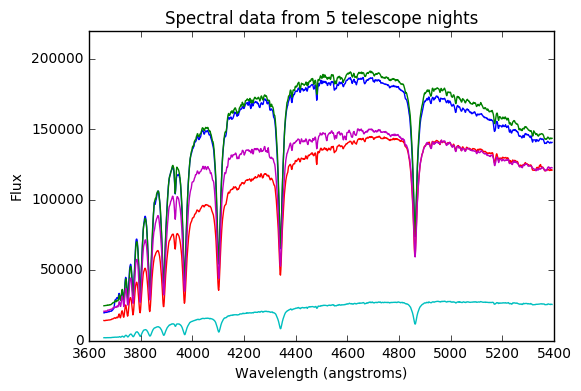 Spectral data from 5 telescope nights
200000
150000
100000
50000
0
Flux
3600 3800 4000 4200 4400 4600 4800 5000 5200 5400
Wavelength (angstroms)